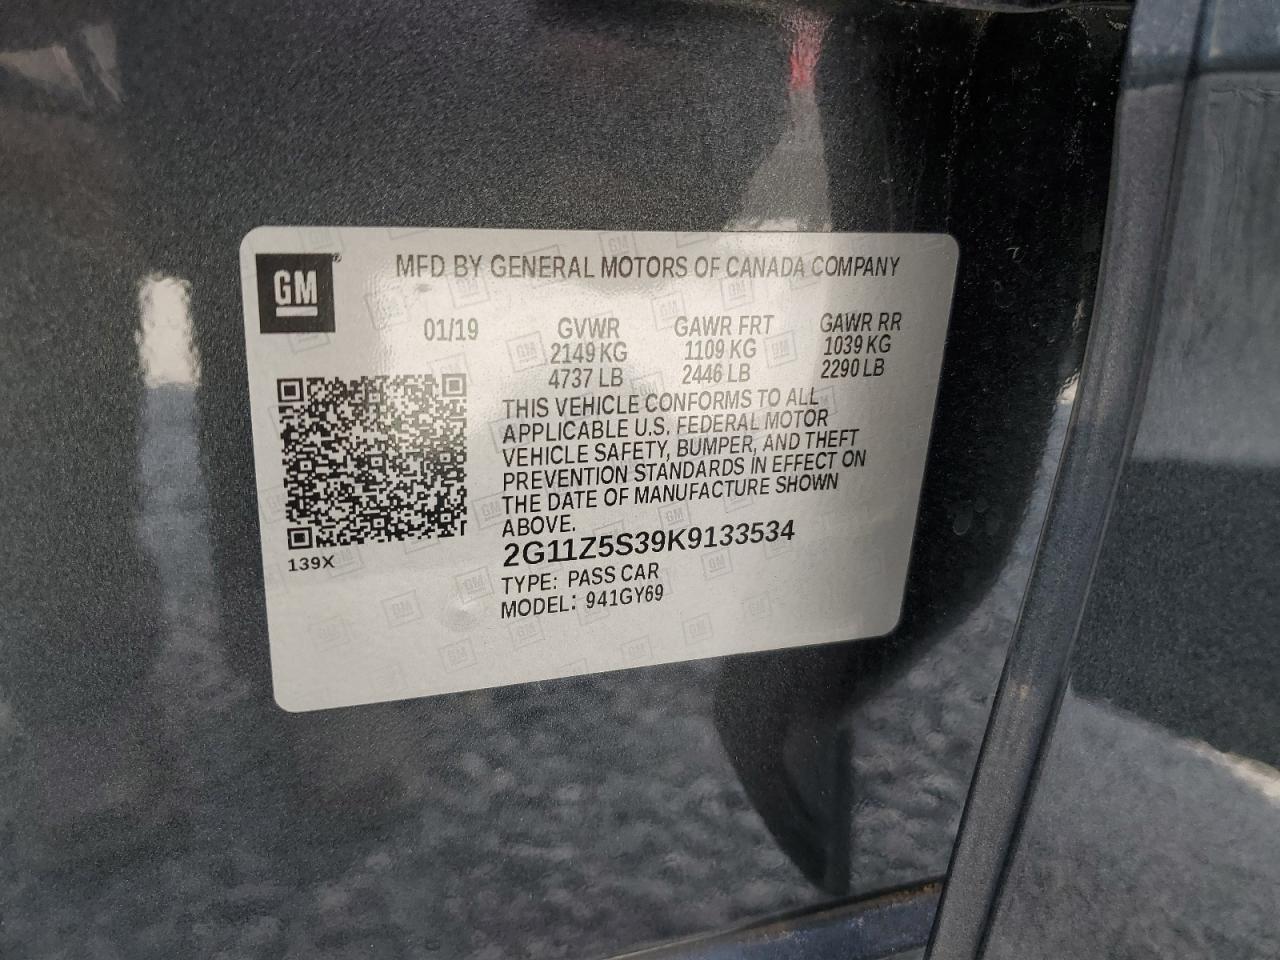 GM
MFD BY GENERAL MOTORS OF CANADA COMPANY
01/19 GVWR GAWR FRT GAWR RR
2149 KG 1109 KG 1039 KG
4737 LB 2446 LB 2290 LB
THIS VEHICLE CONFORMS TO ALL
APPLICABLE U.S. FEDERAL MOTOR
VEHICLE SAFETY, BUMPER, AND THEFT
PREVENTION STANDARDS IN EFFECT ON
THE DATE OF MANUFACTURE SHOWN
ABOVE.
2G11Z5S39K9133534
139X
TYPE: PASS CAR
MODEL: 941GY69